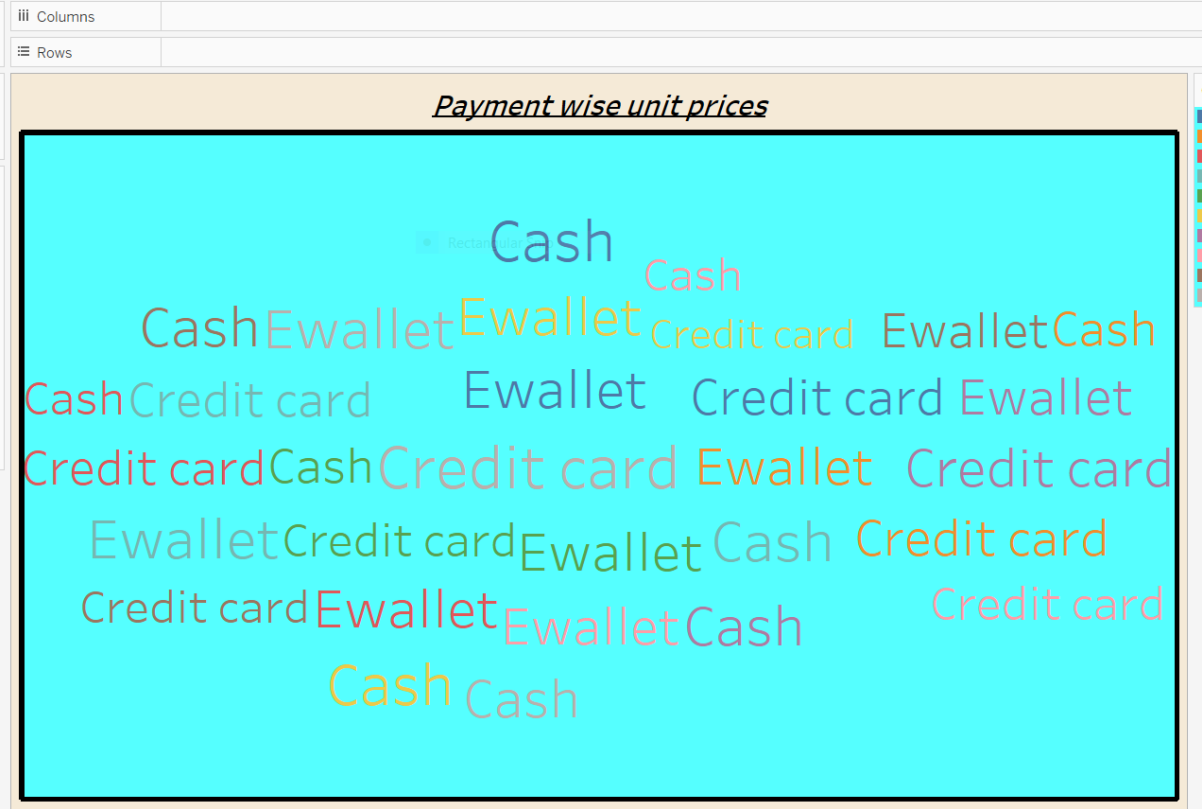 Columns
Rows
Payment wise unit prices
Cash
Rectangular Snip
Cash
Cash Ewallet Ewallet Credit card Ewallet Cash
Cash Credit card Ewallet Credit card Ewallet
Credit card Cash Credit card Ewallet Credit card
Ewallet Credit card Ewallet Cash Credit card
Credit card Ewallet Ewallet Cash Credit card
Cash Cash